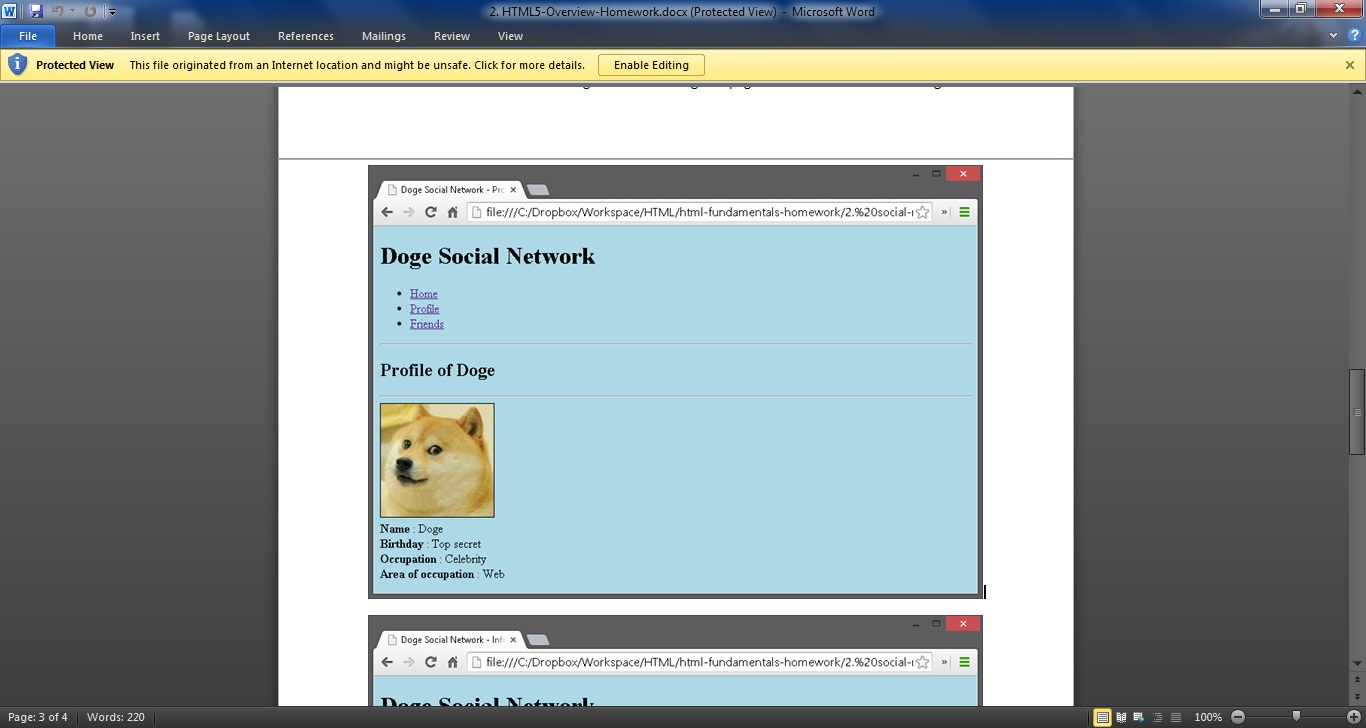 2. HTML5-Overview-Homework.docx (Protected View) - Microsoft Word
File Home Insert Page Layout References Mailings Review View
Protected View This file originated from an Internet location and might be unsafe. Click for more details. Enable Editing
Doge Social Network - Pro
file:///C:/Dropbox/Workspace/HTML/html-fundamentals-homework/2.%20social-
Doge Social Network
Home
Profile
Friends
Profile of Doge
Name : Doge
Birthday : Top secret
Occupation : Celebrity
Area of occupation : Web
Doge Social Network - Inf
file:///C:/Dropbox/Workspace/HTML/html-fundamentals-homework/2.%20social-
Doge Social Network
Page: 3 of 4 Words: 220 100%